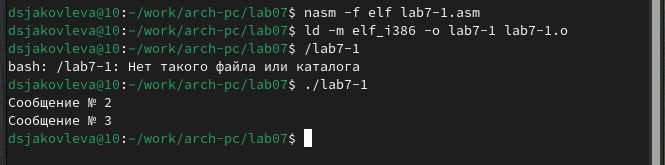 dsjakovleva@10:~/work/arch-pc/lab07$ nasm -f elf lab7-1.asm
dsjakovleva@10:~/work/arch-pc/lab07$ ld -m elf_i386 -o lab7-1 lab7-1.o
dsjakovleva@10:~/work/arch-pc/lab07$ /lab7-1
bash: /lab7-1: Нет такого файла или каталога
dsjakovleva@10:~/work/arch-pc/lab07$ ./lab7-1
Сообщение № 2
Сообщение № 3
dsjakovleva@10:~/work/arch-pc/lab07$